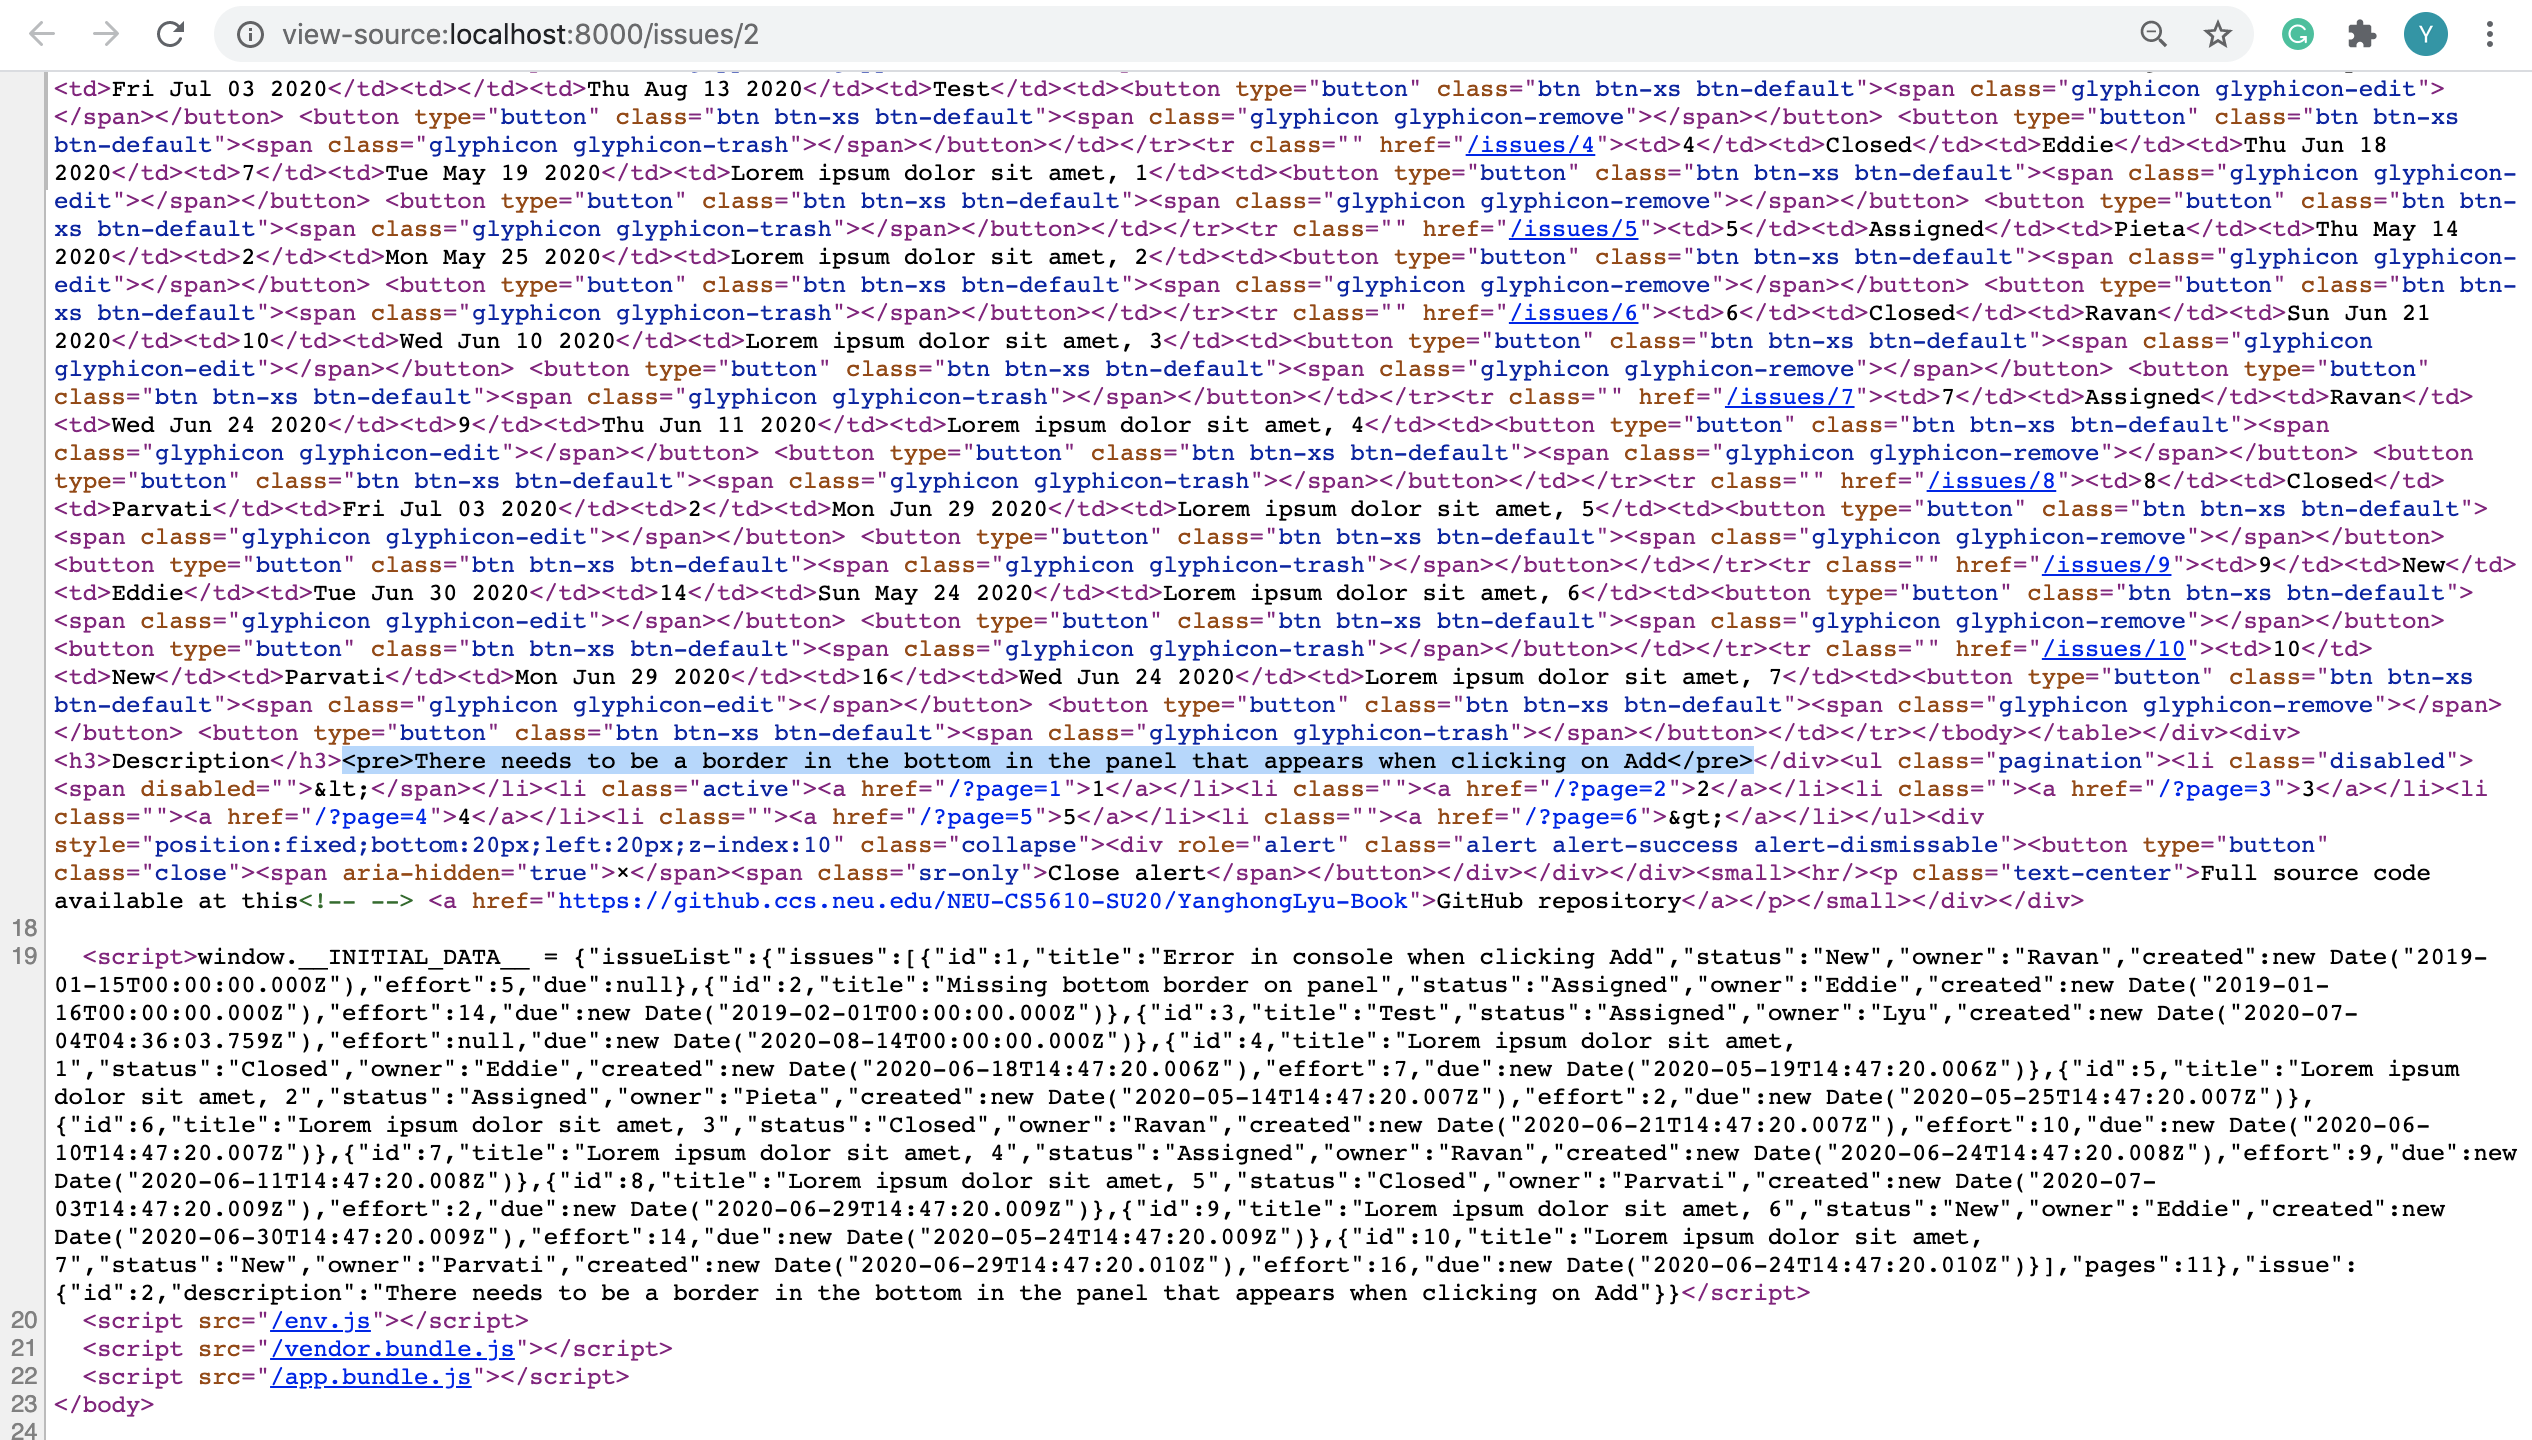 view-source:localhost:8000/issues/2
Y
<td>Fri Jul 03 2020</td><td></td><td>Thu Aug 13 2020</td><td>Test</td><td><button type="button" class="btn btn-xs btn-default"><span class="glyphicon glyphicon-edit">
</span></button> <button type="button" class="btn btn-xs btn-default"><span class="glyphicon glyphicon-remove"></span></button> <button type="button" class="btn btn-xs
btn-default"><span class="glyphicon glyphicon-trash"></span></button></td></tr><tr class="" href="/issues/4"><td>4</td><td>Closed</td><td>Eddie</td><td>Thu Jun 18
2020</td><td>7</td><td>Tue May 19 2020</td><td>Lorem ipsum dolor sit amet, 1</td><td><button type="button" class="btn btn-xs btn-default"><span class="glyphicon glyphicon-
edit"></span></button> <button type="button" class="btn btn-xs btn-default"><span class="glyphicon glyphicon-remove"></span></button> <button type="button" class="btn btn-
xs btn-default"><span class="glyphicon glyphicon-trash"></span></button></td></tr><tr class="" href="/issues/5"><td>5</td><td>Assigned</td><td>Pieta</td><td>Thu May 14
2020</td><td>2</td><td>Mon May 25 2020</td><td>Lorem ipsum dolor sit amet, 2</td><td><button type="button" class="btn btn-xs btn-default"><span class="glyphicon glyphicon-
edit"></span></button> <button type="button" class="btn btn-xs btn-default"><span class="glyphicon glyphicon-remove"></span></button> <button type="button" class="btn btn-
xs btn-default"><span class="glyphicon glyphicon-trash"></span></button></td></tr><tr class="" href="/issues/6"><td>6</td><td>Closed</td><td>Ravan</td><td>Sun Jun 21
2020</td><td>10</td><td>Wed Jun 10 2020</td><td>Lorem ipsum dolor sit amet, 3</td><td><button type="button" class="btn btn-xs btn-default"><span class="glyphicon
glyphicon-edit"></span></button> <button type="button" class="btn btn-xs btn-default"><span class="glyphicon glyphicon-remove"></span></button> <button type="button"
class="btn btn-xs btn-default"><span class="glyphicon glyphicon-trash"></span></button></td></tr><tr class="" href="/issues/7"><td>7</td><td>Assigned</td><td>Ravan</td>
<td>Wed Jun 24 2020</td><td>9</td><td>Thu Jun 11 2020</td><td>Lorem ipsum dolor sit amet, 4</td><td><button type="button" class="btn btn-xs btn-default"><span
class="glyphicon glyphicon-edit"></span></button> <button type="button" class="btn btn-xs btn-default"><span class="glyphicon glyphicon-remove"></span></button> <button
type="button" class="btn btn-xs btn-default"><span class="glyphicon glyphicon-trash"></span></button></td></tr><tr class="" href="/issues/8"><td>8</td><td>Closed</td>
<td>Parvati</td><td>Fri Jul 03 2020</td><td>2</td><td>Mon Jun 29 2020</td><td>Lorem ipsum dolor sit amet, 5</td><td><button type="button" class="btn btn-xs btn-default">
<span class="glyphicon glyphicon-edit"></span></button> <button type="button" class="btn btn-xs btn-default"><span class="glyphicon glyphicon-remove"></span></button>
<button type="button" class="btn btn-xs btn-default"><span class="glyphicon glyphicon-trash"></span></button></td></tr><tr class="" href="/issues/9"><td>9</td><td>New</td>
<td>Eddie</td><td>Tue Jun 30 2020</td><td>14</td><td>Sun May 24 2020</td><td>Lorem ipsum dolor sit amet, 6</td><td><button type="button" class="btn btn-xs btn-default">
<span class="glyphicon glyphicon-edit"></span></button> <button type="button" class="btn btn-xs btn-default"><span class="glyphicon glyphicon-remove"></span></button>
<button type="button" class="btn btn-xs btn-default"><span class="glyphicon glyphicon-trash"></span></button></td></tr><tr class="" href="/issues/10"><td>10</td>
<td>New</td><td>Parvati</td><td>Mon Jun 29 2020</td><td>16</td><td>Wed Jun 24 2020</td><td>Lorem ipsum dolor sit amet, 7</td><td><button type="button" class="btn btn-xs
btn-default"><span class="glyphicon glyphicon-edit"></span></button> <button type="button" class="btn btn-xs btn-default"><span class="glyphicon glyphicon-remove"></span>
</button> <button type="button" class="btn btn-xs btn-default"><span class="glyphicon glyphicon-trash"></span></button></td></tr></tbody></table></div><div>
<h3>Description</h3><pre>There needs to be a border in the bottom in the panel that appears when clicking on Add</pre></div><ul class="pagination"><li class="disabled">
<span disabled="">&lt;</span></li><li class="active"><a href="/?page=1">1</a></li><li class=""><a href="/?page=2">2</a></li><li class=""><a href="/?page=3">3</a></li><li
class=""><a href="/?page=4">4</a></li><li class=""><a href="/?page=5">5</a></li><li class=""><a href="/?page=6">&gt;</a></li></ul><div
style="position:fixed;bottom:20px;left:20px;z-index:10" class="collapse"><div role="alert" class="alert alert-success alert-dismissable"><button type="button"
class="close"><span aria-hidden="true">×</span><span class="sr-only">Close alert</span></button></div></div></div><small><hr/><p class="text-center">Full source code
available at this<!-- --> <a href="https://github.ccs.neu.edu/NEU-CS5610-SU20/YanghongLyu-Book">GitHub repository</a></p></small></div></div>
18
19 <script>window.__INITIAL_DATA__ = {"issueList":{"issues":[{"id":1,"title":"Error in console when clicking Add","status":"New","owner":"Ravan","created":new Date("2019-
01-15T00:00:00.000Z"),"effort":5,"due":null},{"id":2,"title":"Missing bottom border on panel","status":"Assigned","owner":"Eddie","created":new Date("2019-01-
16T00:00:00.000Z"),"effort":14,"due":new Date("2019-02-01T00:00:00.000Z")},{"id":3,"title":"Test","status":"Assigned","owner":"Lyu","created":new Date("2020-07-
04T04:36:03.759Z"),"effort":null,"due":new Date("2020-08-14T00:00:00.000Z")},{"id":4,"title":"Lorem ipsum dolor sit amet,
1","status":"Closed","owner":"Eddie","created":new Date("2020-06-18T14:47:20.006Z"),"effort":7,"due":new Date("2020-05-19T14:47:20.006Z")},{"id":5,"title":"Lorem ipsum
dolor sit amet, 2","status":"Assigned","owner":"Pieta","created":new Date("2020-05-14T14:47:20.007Z"),"effort":2,"due":new Date("2020-05-25T14:47:20.007Z")},
{"id":6,"title":"Lorem ipsum dolor sit amet, 3","status":"Closed","owner":"Ravan","created":new Date("2020-06-21T14:47:20.007Z"),"effort":10,"due":new Date("2020-06-
10T14:47:20.007Z")},{"id":7,"title":"Lorem ipsum dolor sit amet, 4","status":"Assigned","owner":"Ravan","created":new Date("2020-06-24T14:47:20.008Z"),"effort":9,"due":new
Date("2020-06-11T14:47:20.008Z")},{"id":8,"title":"Lorem ipsum dolor sit amet, 5","status":"Closed","owner":"Parvati","created":new Date("2020-07-
03T14:47:20.009Z"),"effort":2,"due":new Date("2020-06-29T14:47:20.009Z")},{"id":9,"title":"Lorem ipsum dolor sit amet, 6","status":"New","owner":"Eddie","created":new
Date("2020-06-30T14:47:20.009Z"),"effort":14,"due":new Date("2020-05-24T14:47:20.009Z")},{"id":10,"title":"Lorem ipsum dolor sit amet,
7","status":"New","owner":"Parvati","created":new Date("2020-06-29T14:47:20.010Z"),"effort":16,"due":new Date("2020-06-24T14:47:20.010Z")}],"pages":11},"issue":
{"id":2,"description":"There needs to be a border in the bottom in the panel that appears when clicking on Add"}}</script>
20 <script src="/env.js"></script>
21 <script src="/vendor.bundle.js"></script>
22 <script src="/app.bundle.js"></script>
23 </body>
24